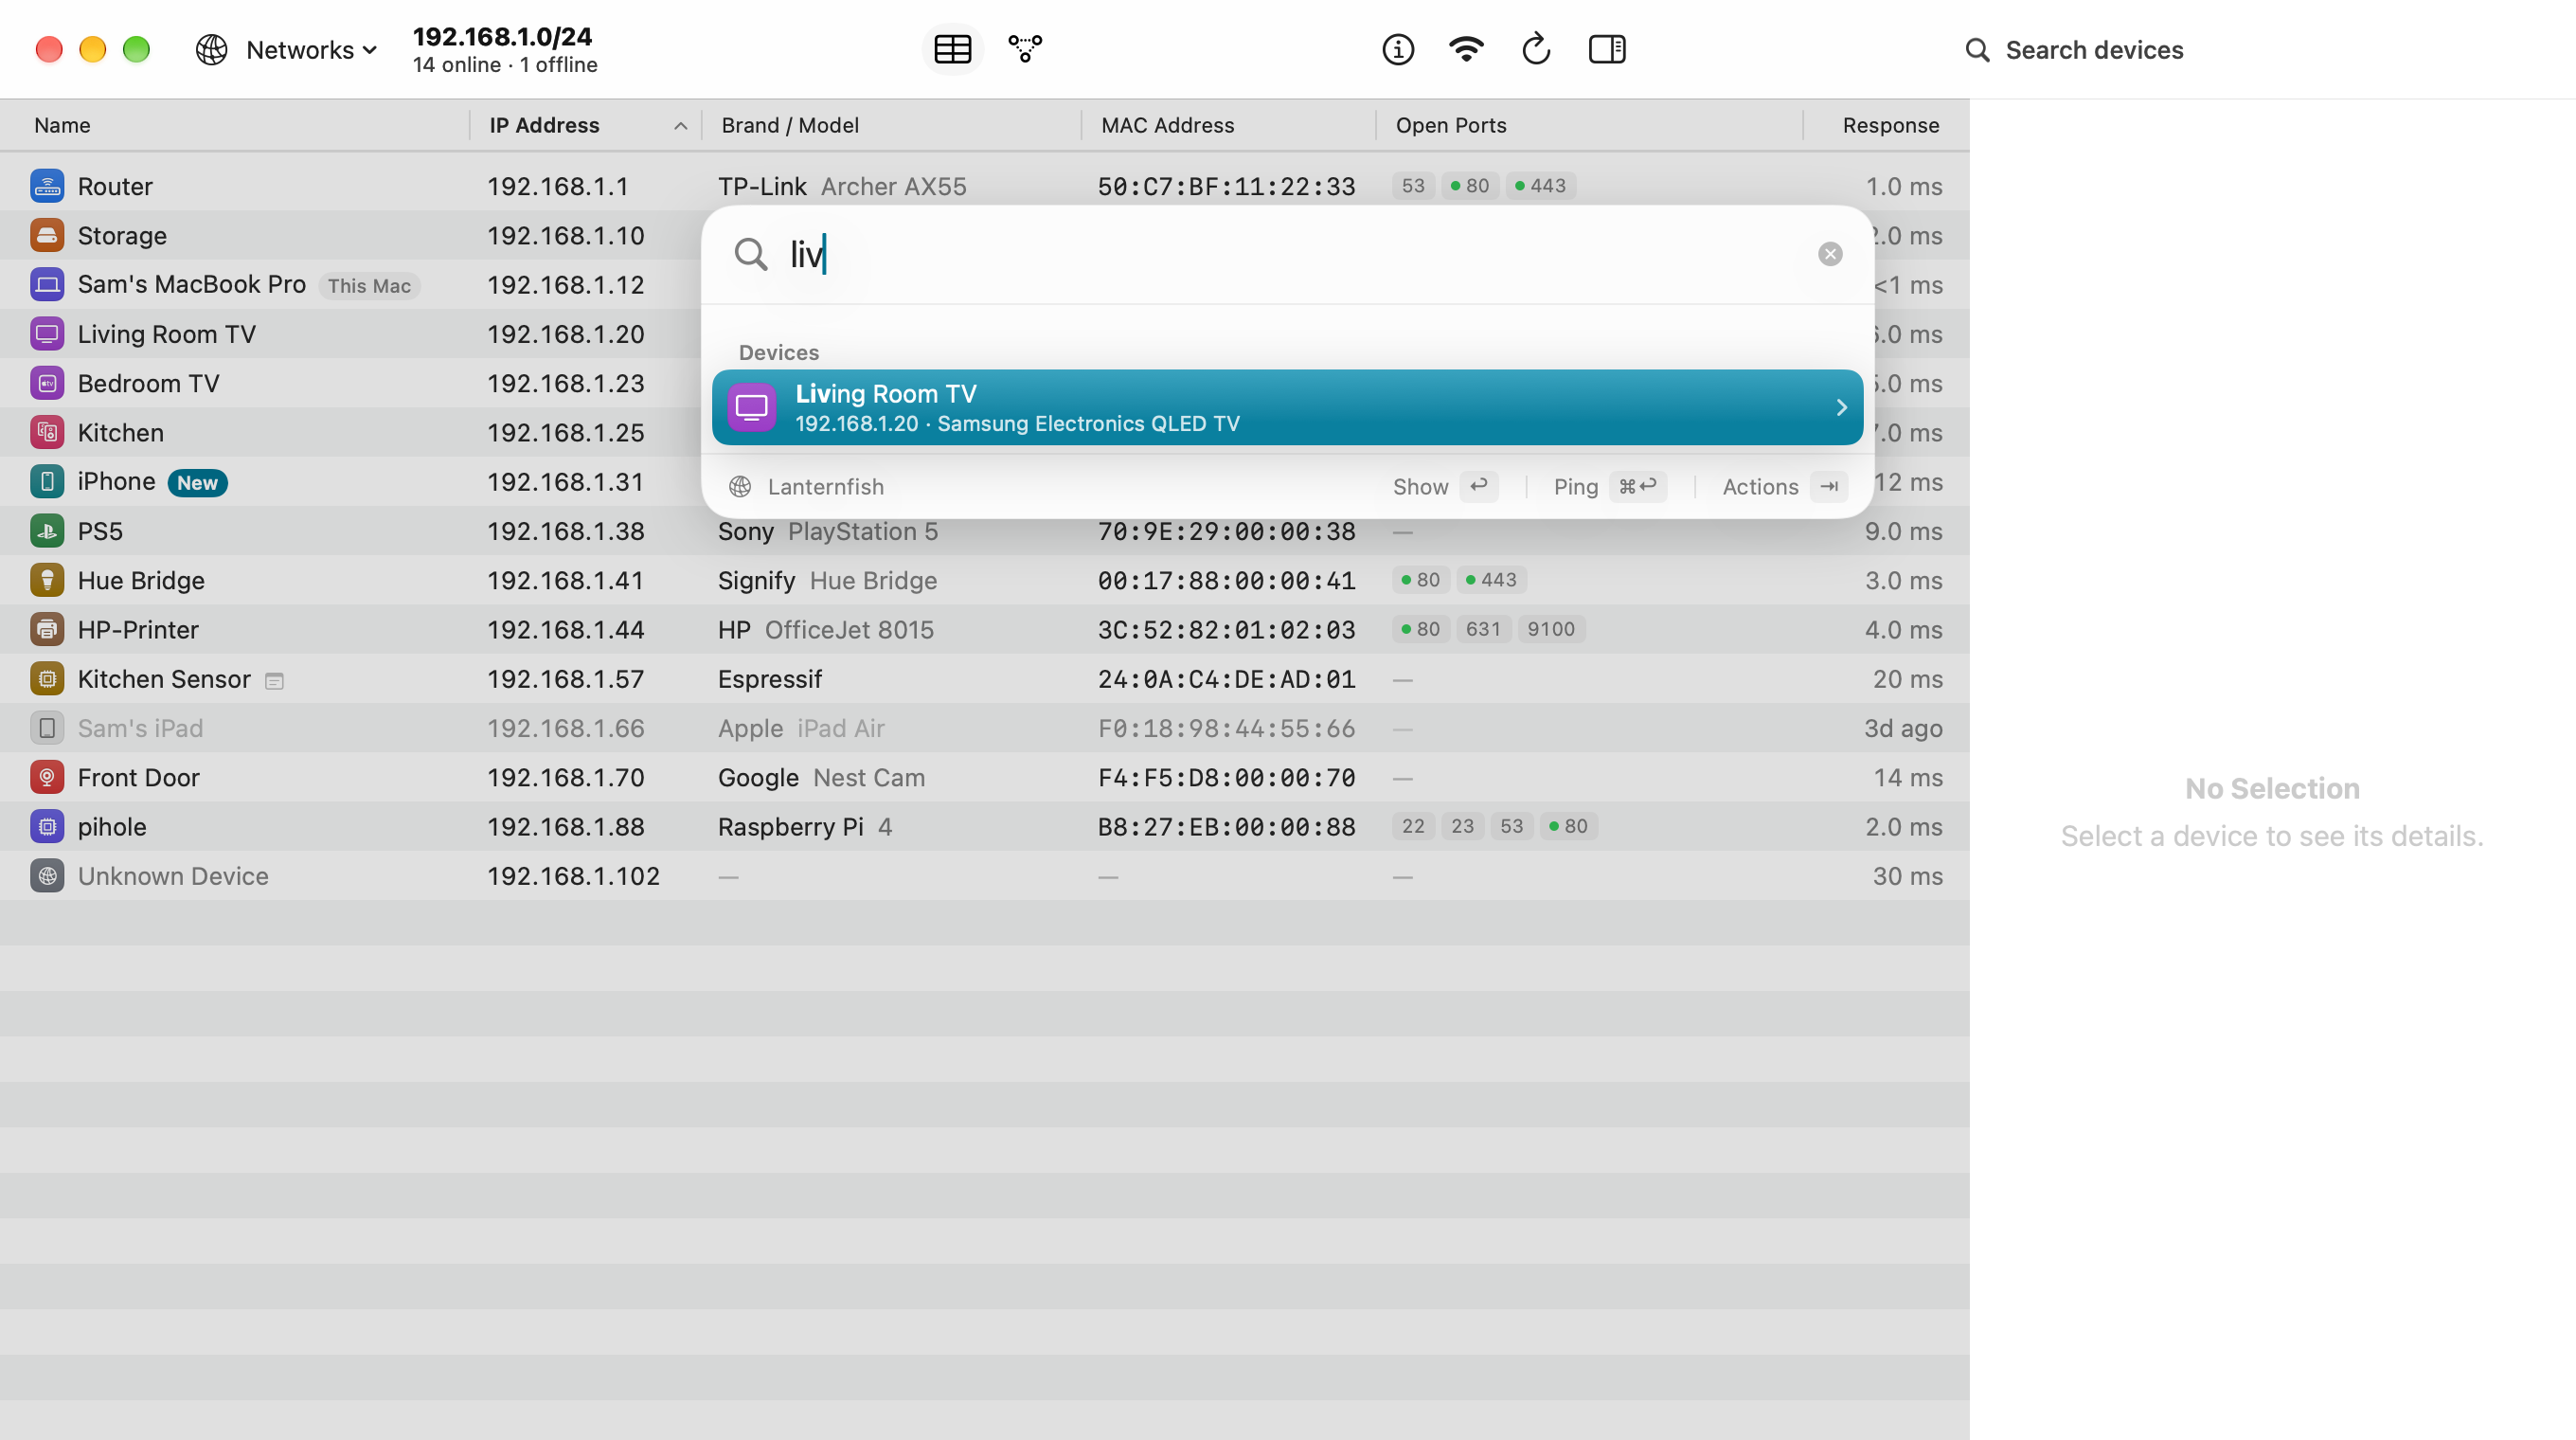 Networks
192.168.1.0/24
14 online · 1 offline
Search devices
Name IP Address Brand / Model MAC Address Open Ports Response
Router 192.168.1.1 TP-Link Archer AX55 50:C7:BF:11:22:33 53 80 443 1.0 ms
Storage 192.168.1.10 .0 ms
Sam's MacBook Pro This Mac 192.168.1.12 <1 ms
Living Room TV 192.168.1.20 .0 ms
Bedroom TV 192.168.1.23 .0 ms
Kitchen 192.168.1.25 .0 ms
iPhone New 192.168.1.31 12 ms
liv
Devices
Living Room TV
192.168.1.20 · Samsung Electronics QLED TV
Lanternfish Show ↩ Ping ⌘↩ Actions ⇥
PS5 192.168.1.38 Sony PlayStation 5 70:9E:29:00:00:38 — 9.0 ms
Hue Bridge 192.168.1.41 Signify Hue Bridge 00:17:88:00:00:41 80 443 3.0 ms
HP-Printer 192.168.1.44 HP OfficeJet 8015 3C:52:82:01:02:03 80 631 9100 4.0 ms
Kitchen Sensor 192.168.1.57 Espressif 24:0A:C4:DE:AD:01 — 20 ms
Sam's iPad 192.168.1.66 Apple iPad Air F0:18:98:44:55:66 — 3d ago
Front Door 192.168.1.70 Google Nest Cam F4:F5:D8:00:00:70 — 14 ms
pihole 192.168.1.88 Raspberry Pi 4 B8:27:EB:00:00:88 22 23 53 80 2.0 ms
Unknown Device 192.168.1.102 — — — 30 ms
No Selection
Select a device to see its details.